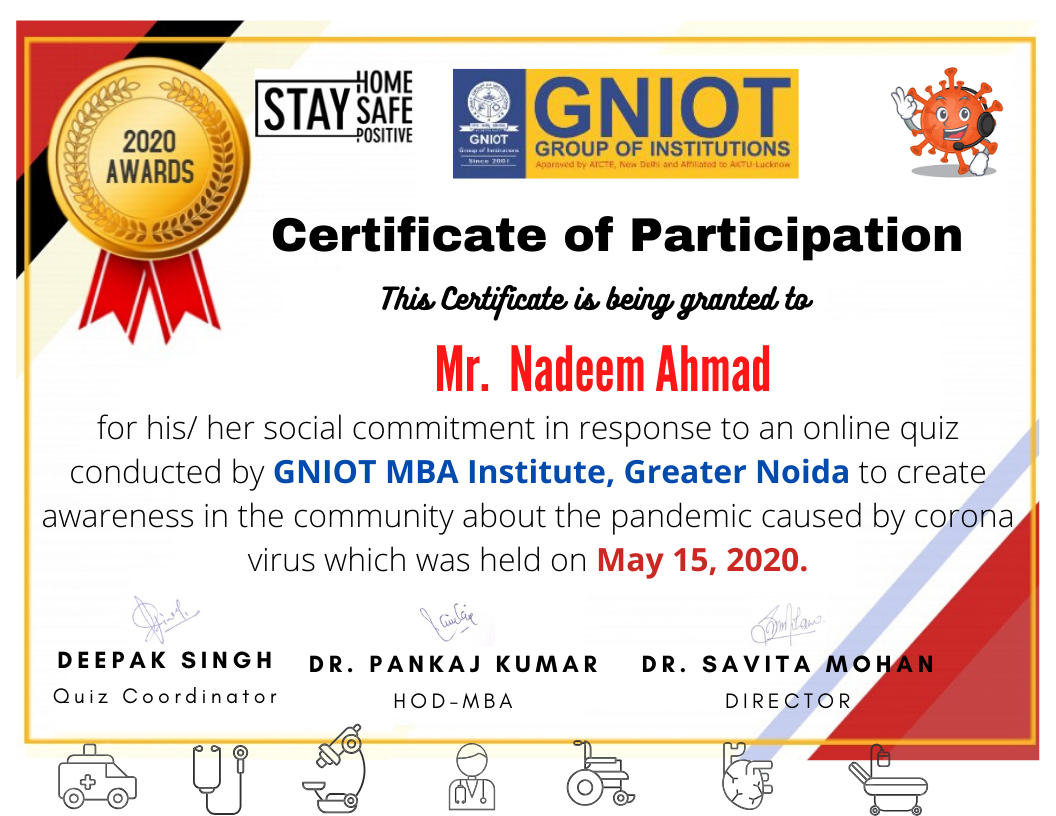 2020
AWARDS
STAY HOME
SAFE
POSITIVE
GNIOT
Group of Institutions
Since 2001
GNIOT
GROUP OF INSTITUTIONS
Approved by AICTE, New Delhi and Affiliated to AKTU-Lucknow
Certificate of Participation
This Certificate is being granted to
Mr. Nadeem Ahmad
for his/ her social commitment in response to an online quiz
conducted by GNIOT MBA Institute, Greater Noida to create
awareness in the community about the pandemic caused by corona
virus which was held on May 15, 2020.
DEEPAK SINGH
Quiz Coordinator
DR. PANKAJ KUMAR
HOD-MBA
DR. SAVITA MOHAN
DIRECTOR